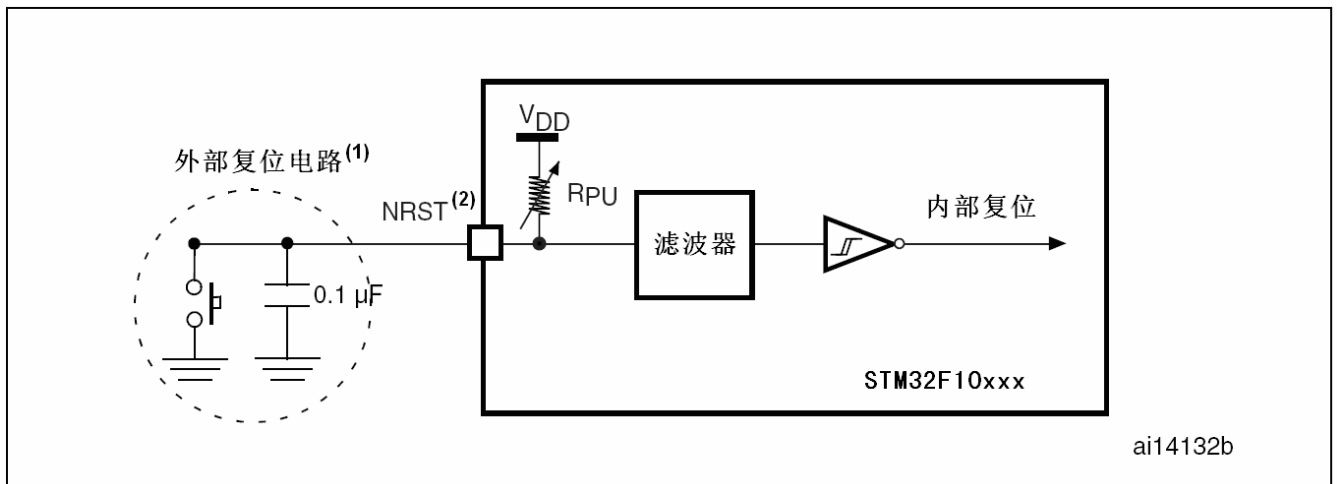 外部复位电路(1)
NRST(2)
VDD
RPU
滤波器
内部复位
0.1 µF
STM32F10xxx
ai14132b